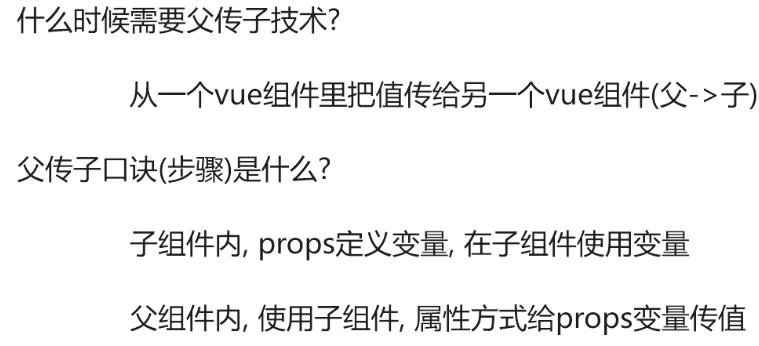 什么时候需要父传子技术?
从一个vue组件里把值传给另一个vue组件(父->子)
父传子口诀(步骤)是什么?
子组件内, props定义变量, 在子组件使用变量
父组件内, 使用子组件, 属性方式给props变量传值